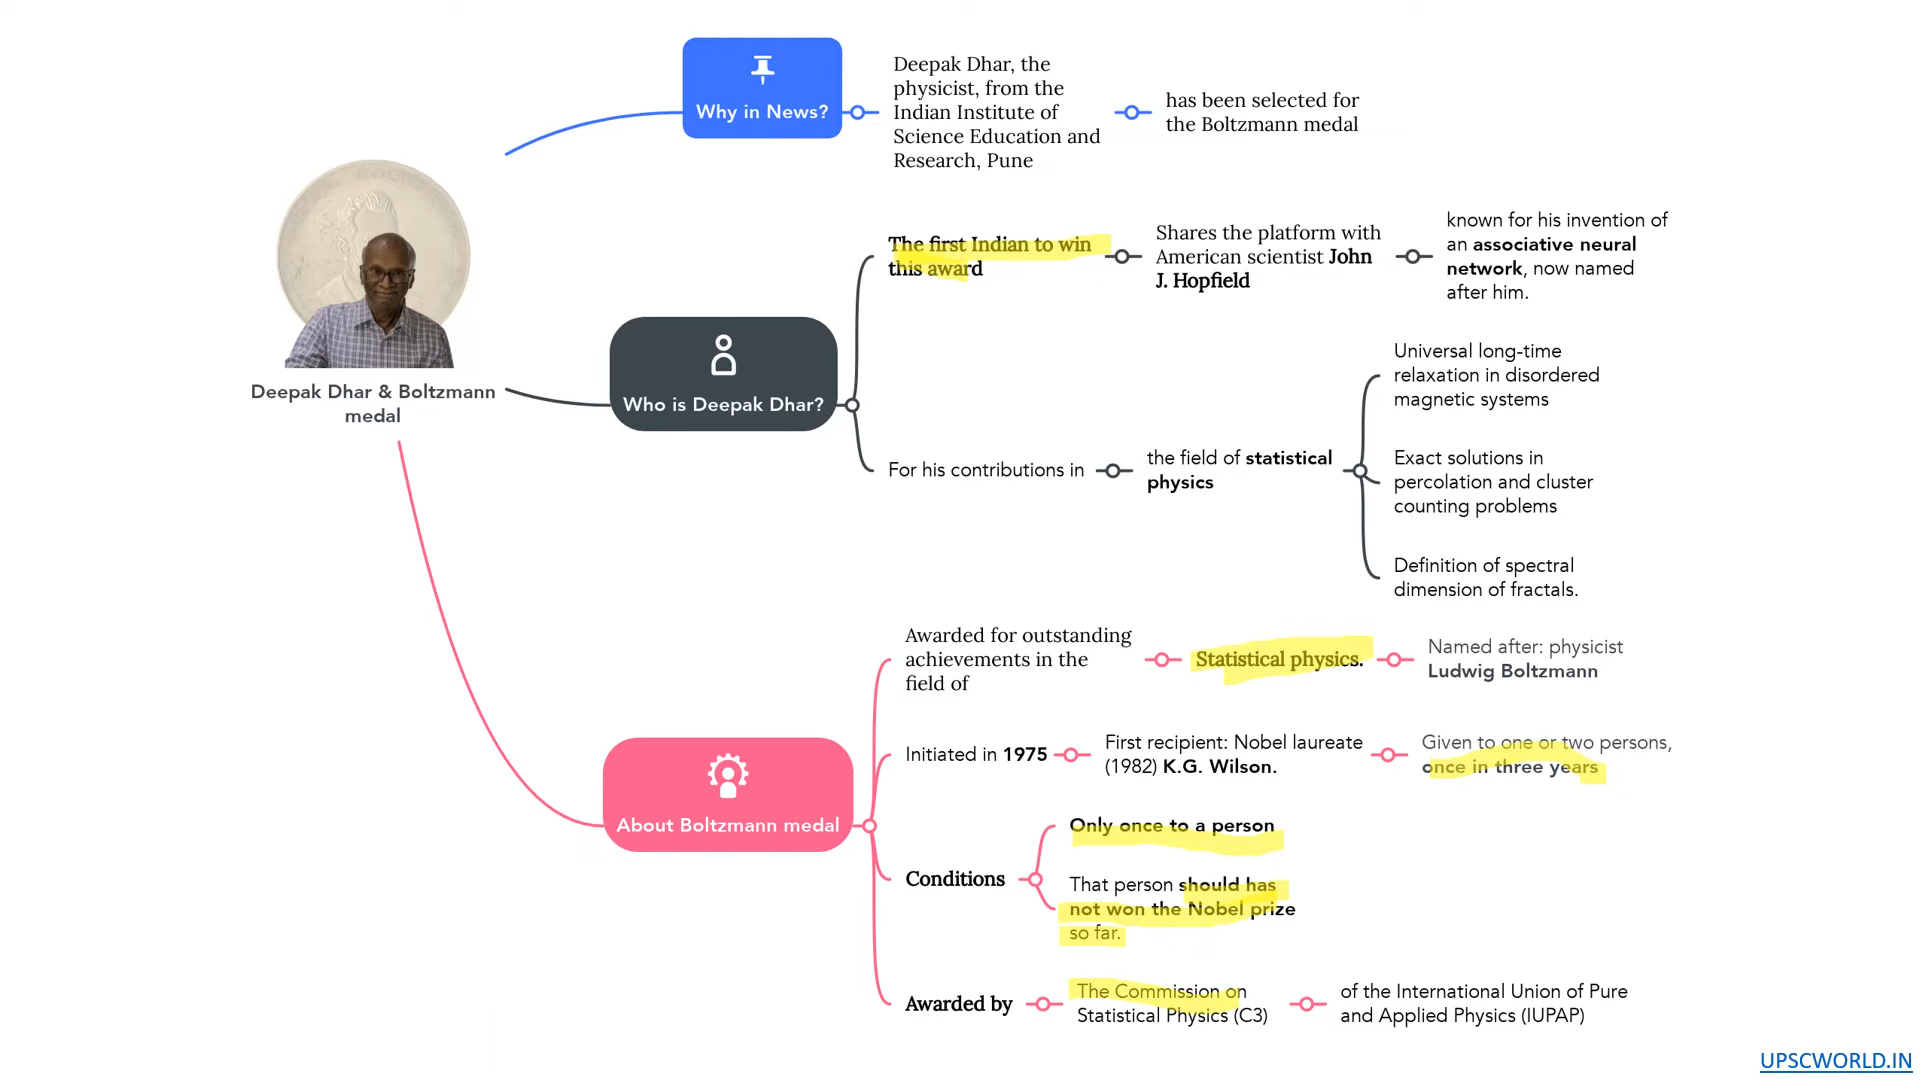 Deepak Dhar & Boltzmann
medal
Why in News?
Deepak Dhar, the
physicist, from the
Indian Institute of
Science Education and
Research, Pune
has been selected for
the Boltzmann medal
Who is Deepak Dhar?
The first Indian to win
this award
Shares the platform with
American scientist John
J. Hopfield
known for his invention of
an associative neural
network, now named
after him.
For his contributions in
the field of statistical
physics
Universal long-time
relaxation in disordered
magnetic systems
Exact solutions in
percolation and cluster
counting problems
Definition of spectral
dimension of fractals.
About Boltzmann medal
Awarded for outstanding
achievements in the
field of
Statistical physics.
Named after: physicist
Ludwig Boltzmann
Initiated in 1975
First recipient: Nobel laureate
(1982) K.G. Wilson.
Given to one or two persons,
once in three years
Conditions
Only once to a person
That person should has
not won the Nobel prize
so far.
Awarded by
The Commission on
Statistical Physics (C3)
of the International Union of Pure
and Applied Physics (IUPAP)
UPSCWORLD.IN